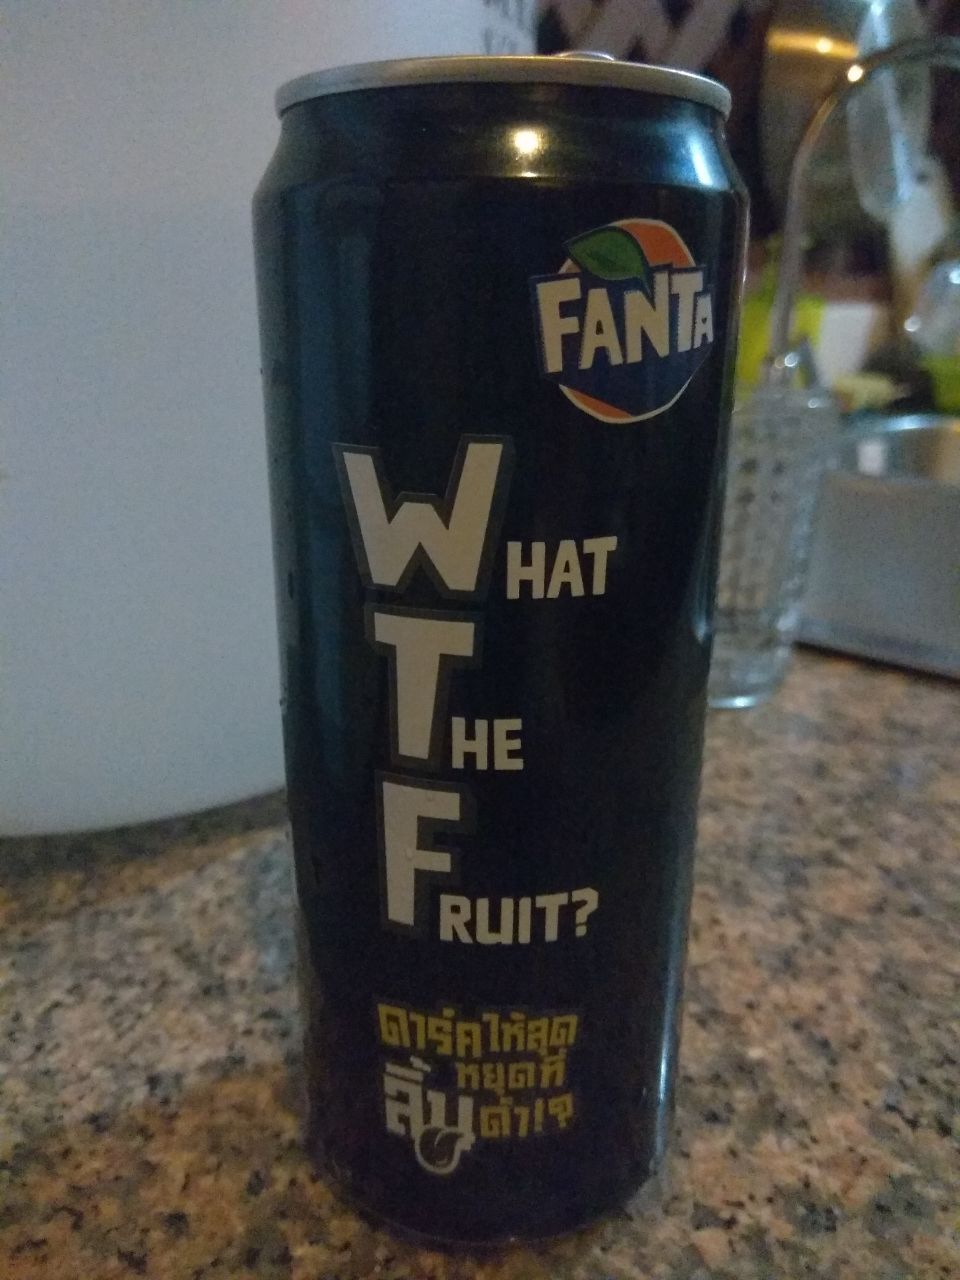 FANTA
WHAT
THE
FRUIT?
ดาร์คให้สุด
หยุดที่
ลิ้นดำ!?